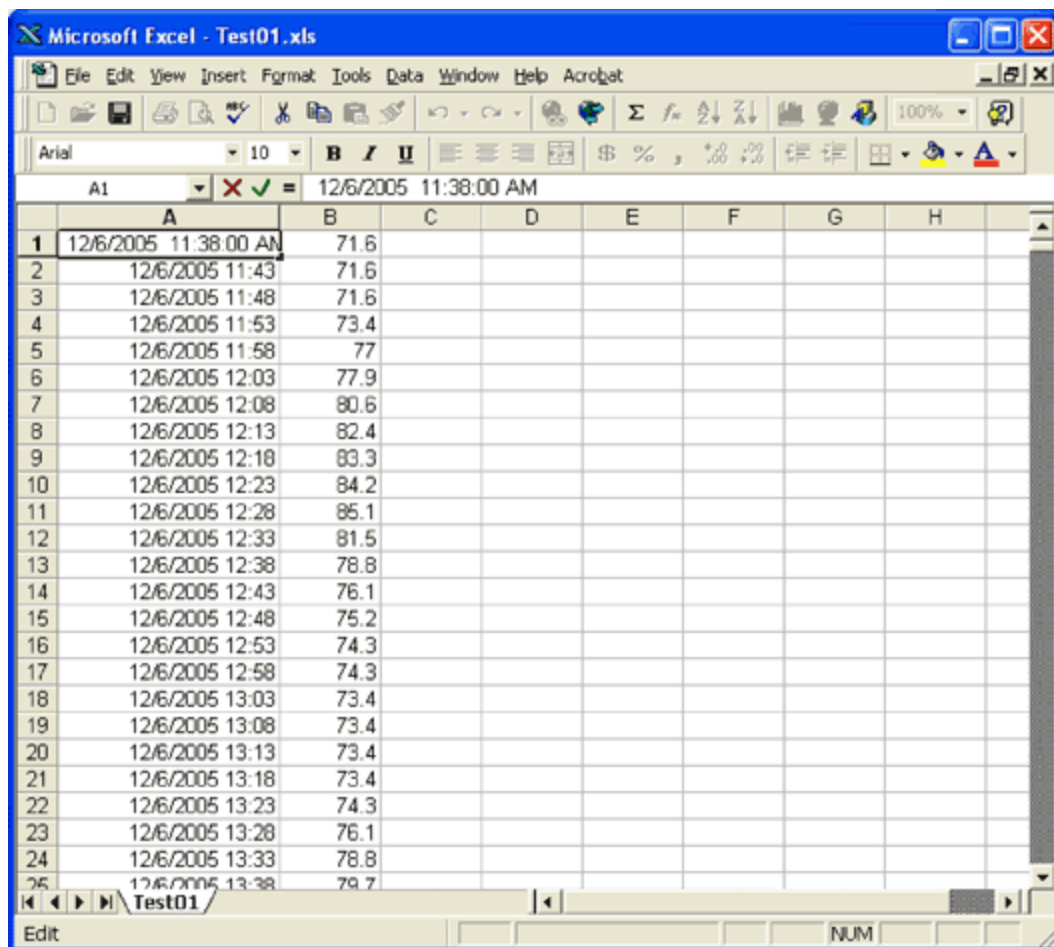 Microsoft Excel - Test01.xls
File Edit View Insert Format Tools Data Window Help Acrobat
100%
Arial 10 B I U $ % ,
A1 = 12/6/2005 11:38:00 AM
A B C D E F G H
1 12/6/2005 11:38:00 AM 71.6
2 12/6/2005 11:43 71.6
3 12/6/2005 11:48 71.6
4 12/6/2005 11:53 73.4
5 12/6/2005 11:58 77
6 12/6/2005 12:03 77.9
7 12/6/2005 12:08 80.6
8 12/6/2005 12:13 82.4
9 12/6/2005 12:18 83.3
10 12/6/2005 12:23 84.2
11 12/6/2005 12:28 85.1
12 12/6/2005 12:33 81.5
13 12/6/2005 12:38 78.8
14 12/6/2005 12:43 76.1
15 12/6/2005 12:48 75.2
16 12/6/2005 12:53 74.3
17 12/6/2005 12:58 74.3
18 12/6/2005 13:03 73.4
19 12/6/2005 13:08 73.4
20 12/6/2005 13:13 73.4
21 12/6/2005 13:18 73.4
22 12/6/2005 13:23 74.3
23 12/6/2005 13:28 76.1
24 12/6/2005 13:33 78.8
25 12/6/2005 13:38 79.7
Test01
Edit NUM